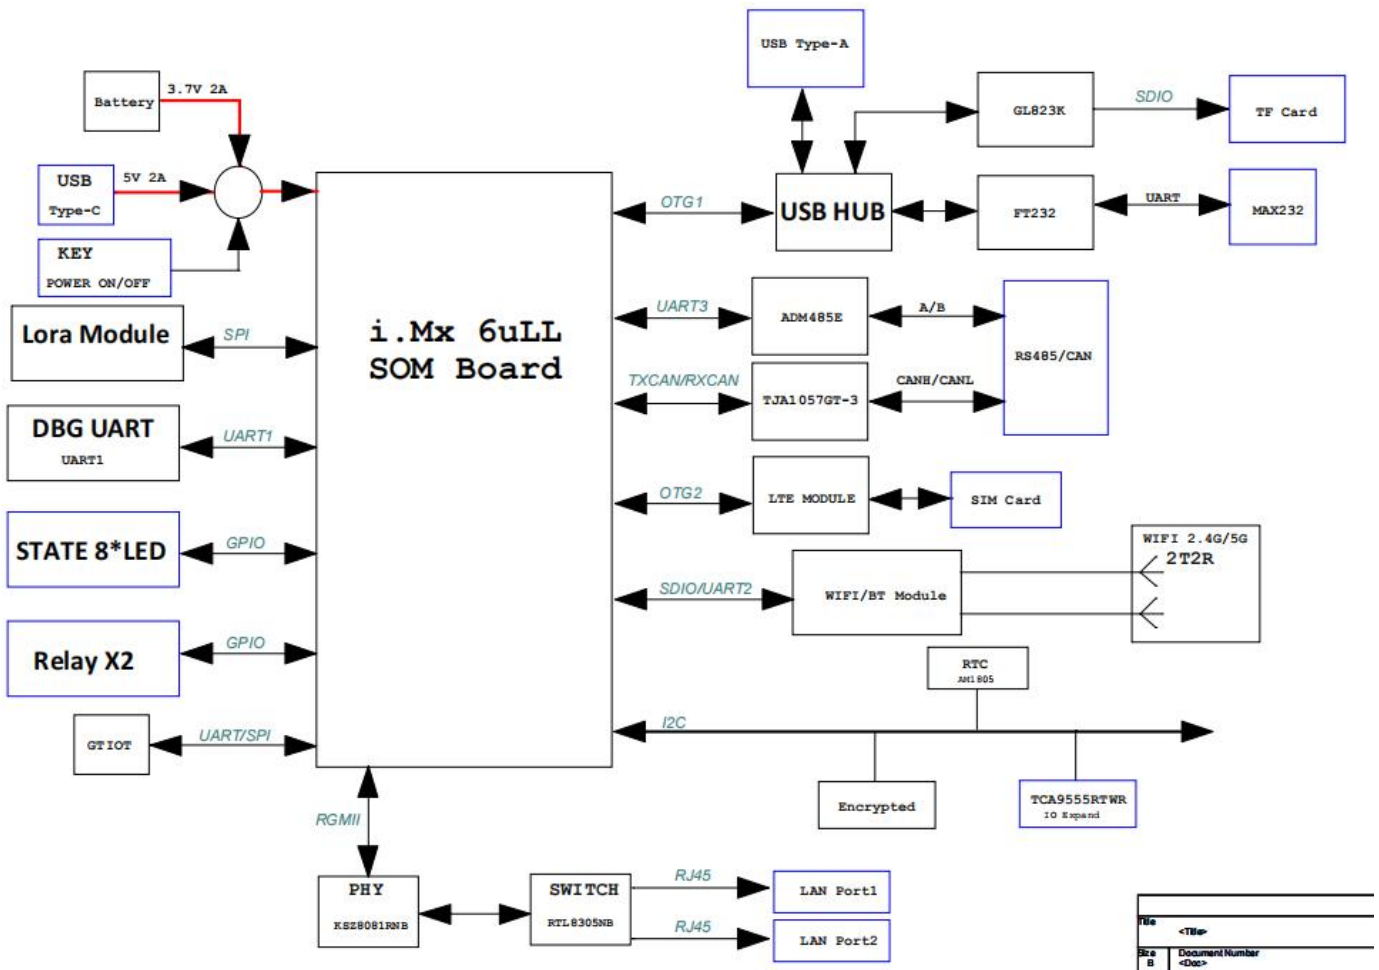 USB Type-A
Battery
3.7V 2A
GL823K
SDIO
TF Card
USB
Type-C
5V 2A
OTG1
USB HUB
FT232
UART
MAX232
KEY
POWER ON/OFF
Lora Module
SPI
i.Mx 6uLL
SOM Board
UART3
ADM485E
A/B
RS485/CAN
TXCAN/RXCAN
TJA1057GT-3
CANH/CANL
DBG UART
UART1
UART1
OTG2
LTE MODULE
SIM Card
STATE 8*LED
GPIO
SDIO/UART2
WIFI/BT Module
WIFI 2.4G/5G
2T2R
Relay X2
GPIO
RTC
AM1805
GTIOT
UART/SPI
I2C
Encrypted
TCA9555RTWR
IO Expand
RGMII
PHY
KSZ8081RNB
SWITCH
RTL8305NB
RJ45
LAN Port1
RJ45
LAN Port2
Title
<Title>
Size
B
Document Number
<Doc>